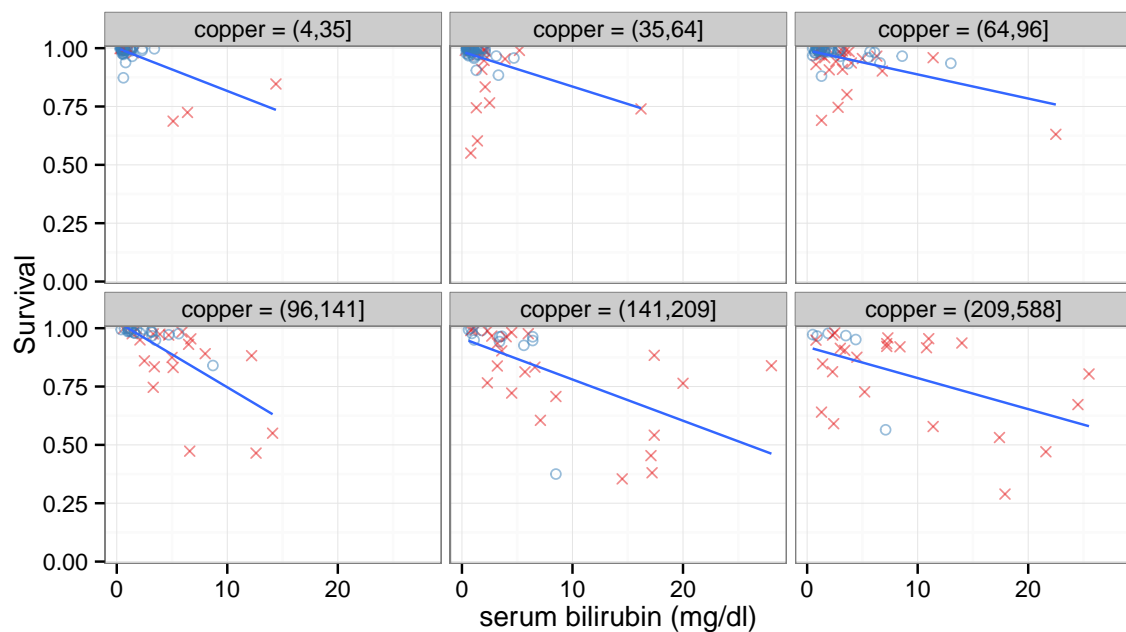 copper = (4,35]
copper = (35,64]
copper = (64,96]
1.00
0.75
0.50
0.25
0.00
copper = (96,141]
copper = (141,209]
copper = (209,588]
1.00
0.75
0.50
0.25
0.00
0 10 20
0 10 20
0 10 20
Survival
serum bilirubin (mg/dl)